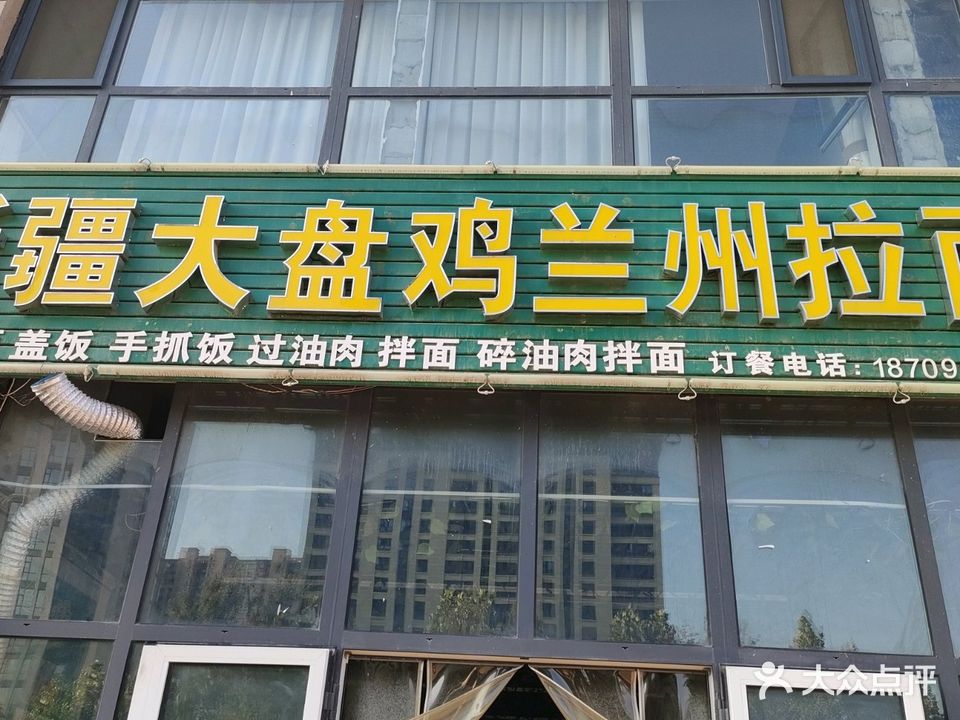 疆大盘鸡兰州拉
盖饭 手抓饭 过油肉 拌面 碎油肉拌面 订餐电话：18709
大众点评